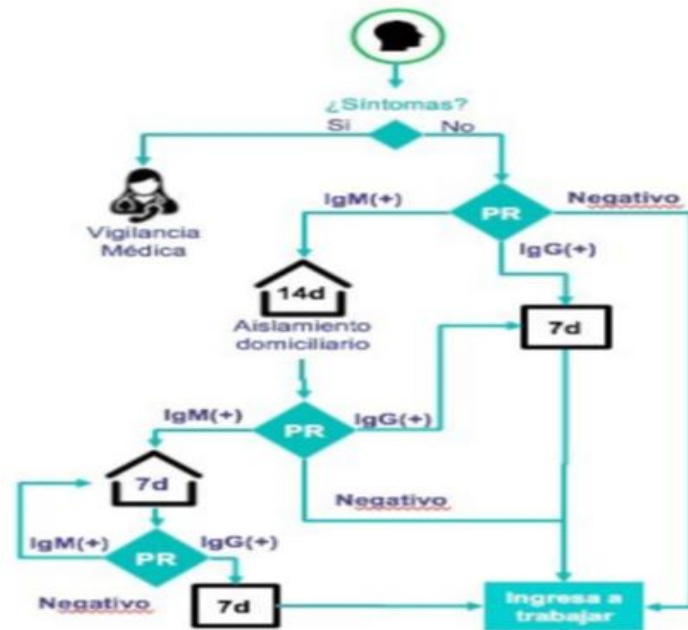 ¿Síntomas?
Si
No
Vigilancia
Médica
IgM(+)
PR
Negativo
IgG(+)
14d
Aislamiento
domiciliario
7d
IgM(+)
PR
IgG(+)
7d
Negativo
IgM(+)
PR
IgG(+)
Negativo
7d
Ingresa a
trabajar